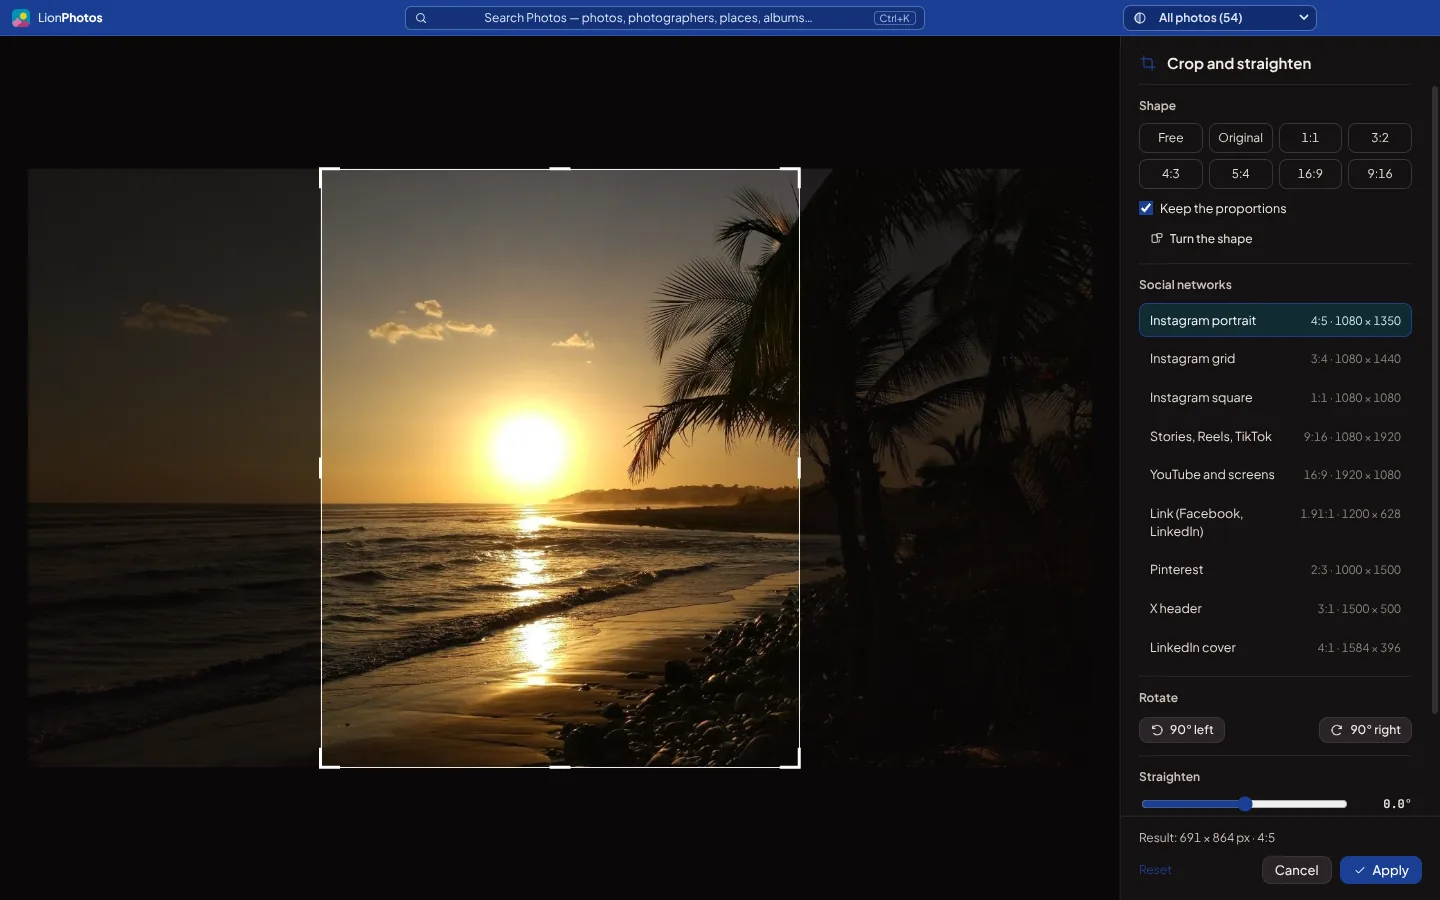 LionPhotos
Search Photos — photos, photographers, places, albums...
Ctrl+K
All photos (54)
Crop and straighten
Shape
Free Original 1:1 3:2
4:3 5:4 16:9 9:16
Keep the proportions
Turn the shape
Social networks
Instagram portrait 4:5 · 1080 × 1350
Instagram grid 3:4 · 1080 × 1440
Instagram square 1:1 · 1080 × 1080
Stories, Reels, TikTok 9:16 · 1080 × 1920
YouTube and screens 16:9 · 1920 × 1080
Link (Facebook, 1.91:1 · 1200 × 628
LinkedIn)
Pinterest 2:3 · 1000 × 1500
X header 3:1 · 1500 × 500
LinkedIn cover 4:1 · 1584 × 396
Rotate
90° left 90° right
Straighten
0.0°
Result: 691 × 864 px · 4:5
Reset Cancel Apply